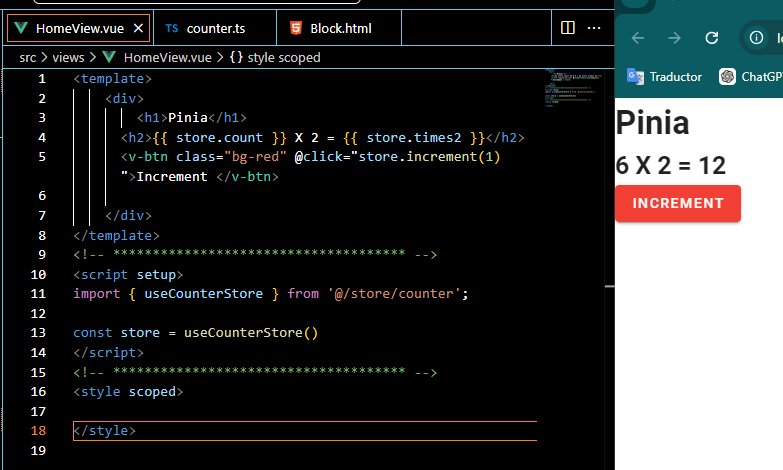 HomeView.vue
TS counter.ts
Block.html
src > views > HomeView.vue > {} style scoped
1 <template>
2 <div>
3 <h1>Pinia</h1>
4 <h2>{{ store.count }} X 2 = {{ store.times2 }}</h2>
5 <v-btn class="bg-red" @click="store.increment(1)
">Increment </v-btn>
6
7 </div>
8 </template>
9 <!-- ************************************* -->
10 <script setup>
11 import { useCounterStore } from '@/store/counter';
12
13 const store = useCounterStore()
14 </script>
15 <!-- ************************************* -->
16 <style scoped>
17
18 </style>
19
Traductor
Pinia
6 X 2 = 12
INCREMENT